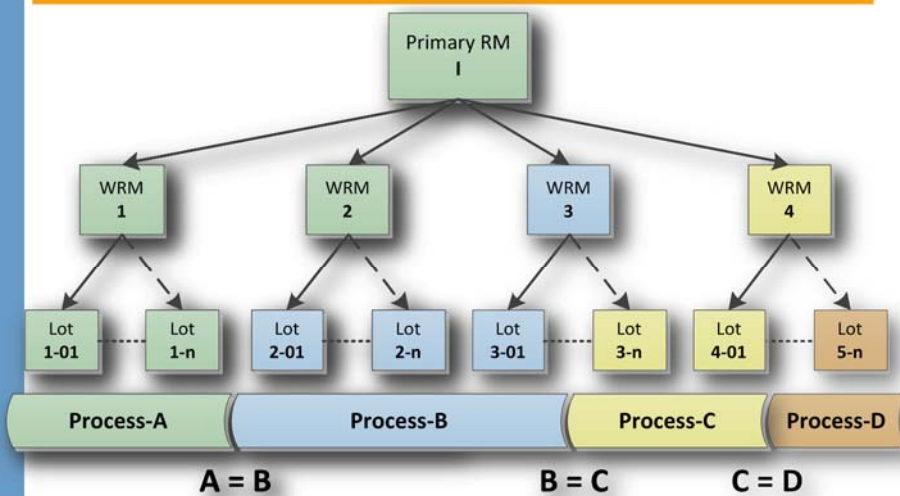 Primary RM
I
WRM
1
WRM
2
WRM
3
WRM
4
Lot
1-01
Lot
1-n
Lot
2-01
Lot
2-n
Lot
3-01
Lot
3-n
Lot
4-01
Lot
5-n
Process-A
Process-B
Process-C
Process-D
A = B
B = C
C = D